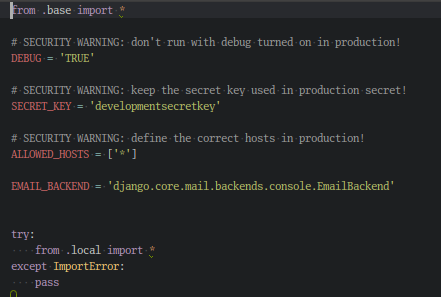 from .base import *
# SECURITY WARNING: don't run with debug turned on in production!
DEBUG = 'TRUE'
# SECURITY WARNING: keep the secret key used in production secret!
SECRET_KEY = 'developmentsecretkey'
# SECURITY WARNING: define the correct hosts in production!
ALLOWED_HOSTS = ['*']
EMAIL_BACKEND = 'django.core.mail.backends.console.EmailBackend'
try:
    from .local import *
except ImportError:
    pass